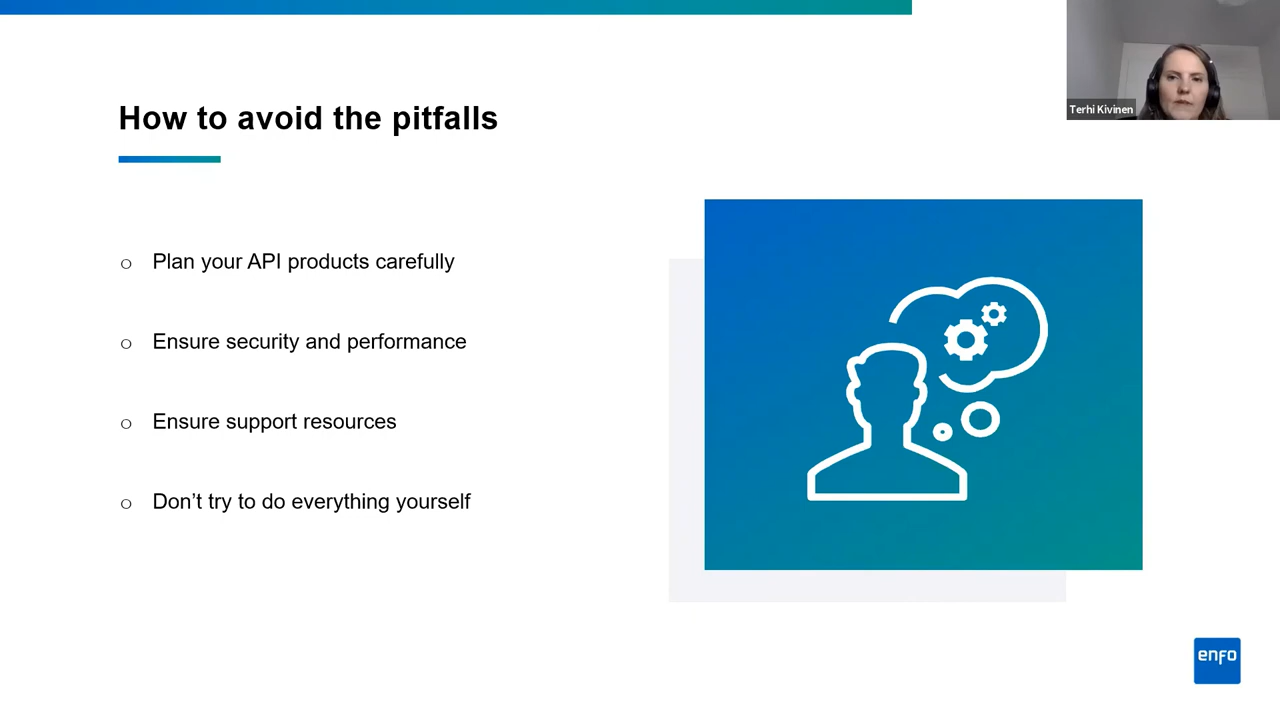 How to avoid the pitfalls
Terhi Kivinen
Plan your API products carefully
Ensure security and performance
Ensure support resources
Don’t try to do everything yourself
enfo